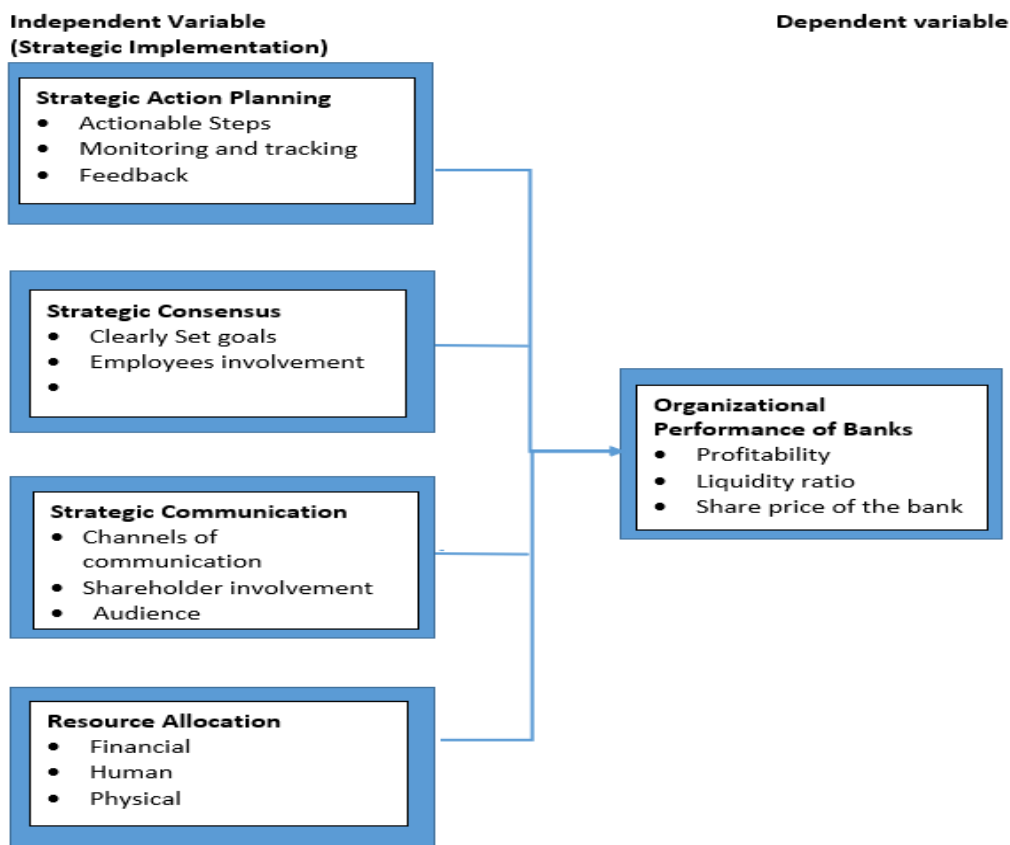 Independent Variable
(Strategic Implementation)
Dependent variable
Strategic Action Planning
• Actionable Steps
• Monitoring and tracking
• Feedback
Strategic Consensus
• Clearly Set goals
• Employees involvement
•
Strategic Communication
• Channels of
communication
• Shareholder involvement
• Audience
Resource Allocation
• Financial
• Human
• Physical
Organizational
Performance of Banks
• Profitability
• Liquidity ratio
• Share price of the bank